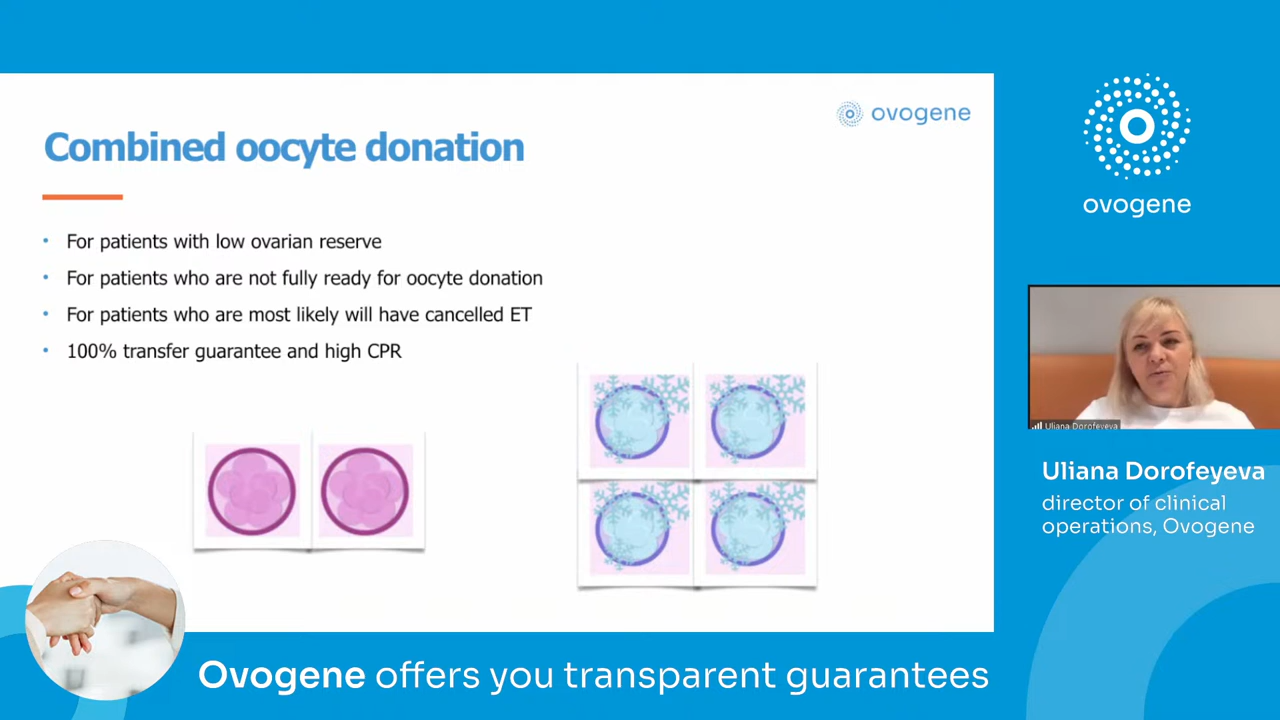 ovogene
Combined oocyte donation
• For patients with low ovarian reserve
• For patients who are not fully ready for oocyte donation
• For patients who are most likely will have cancelled ET
• 100% transfer guarantee and high CPR
ovogene
Uliana Dorofeyeva
Uliana Dorofeyeva
director of clinical
operations, Ovogene
Ovogene offers you transparent guarantees